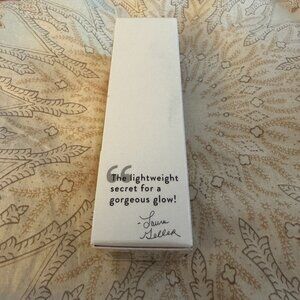 “The lightweight
secret for a
gorgeous glow!
- Laura
Geller